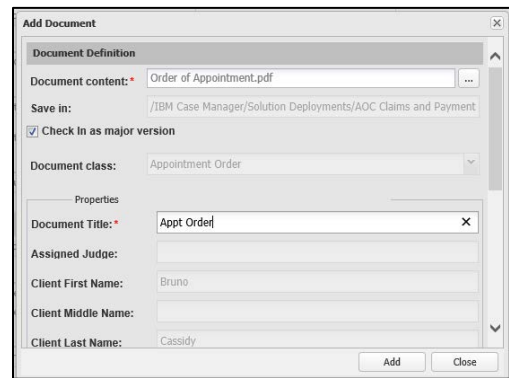 Add Document
Document Definition
Document content:* Order of Appointment.pdf ...
Save in: /IBM Case Manager/Solution Deployments/AOC Claims and Payment
Check In as major version
Document class: Appointment Order
Properties
Document Title:* Appt Order
Assigned Judge:
Client First Name: Bruno
Client Middle Name:
Client Last Name: Cassidy
Add Close